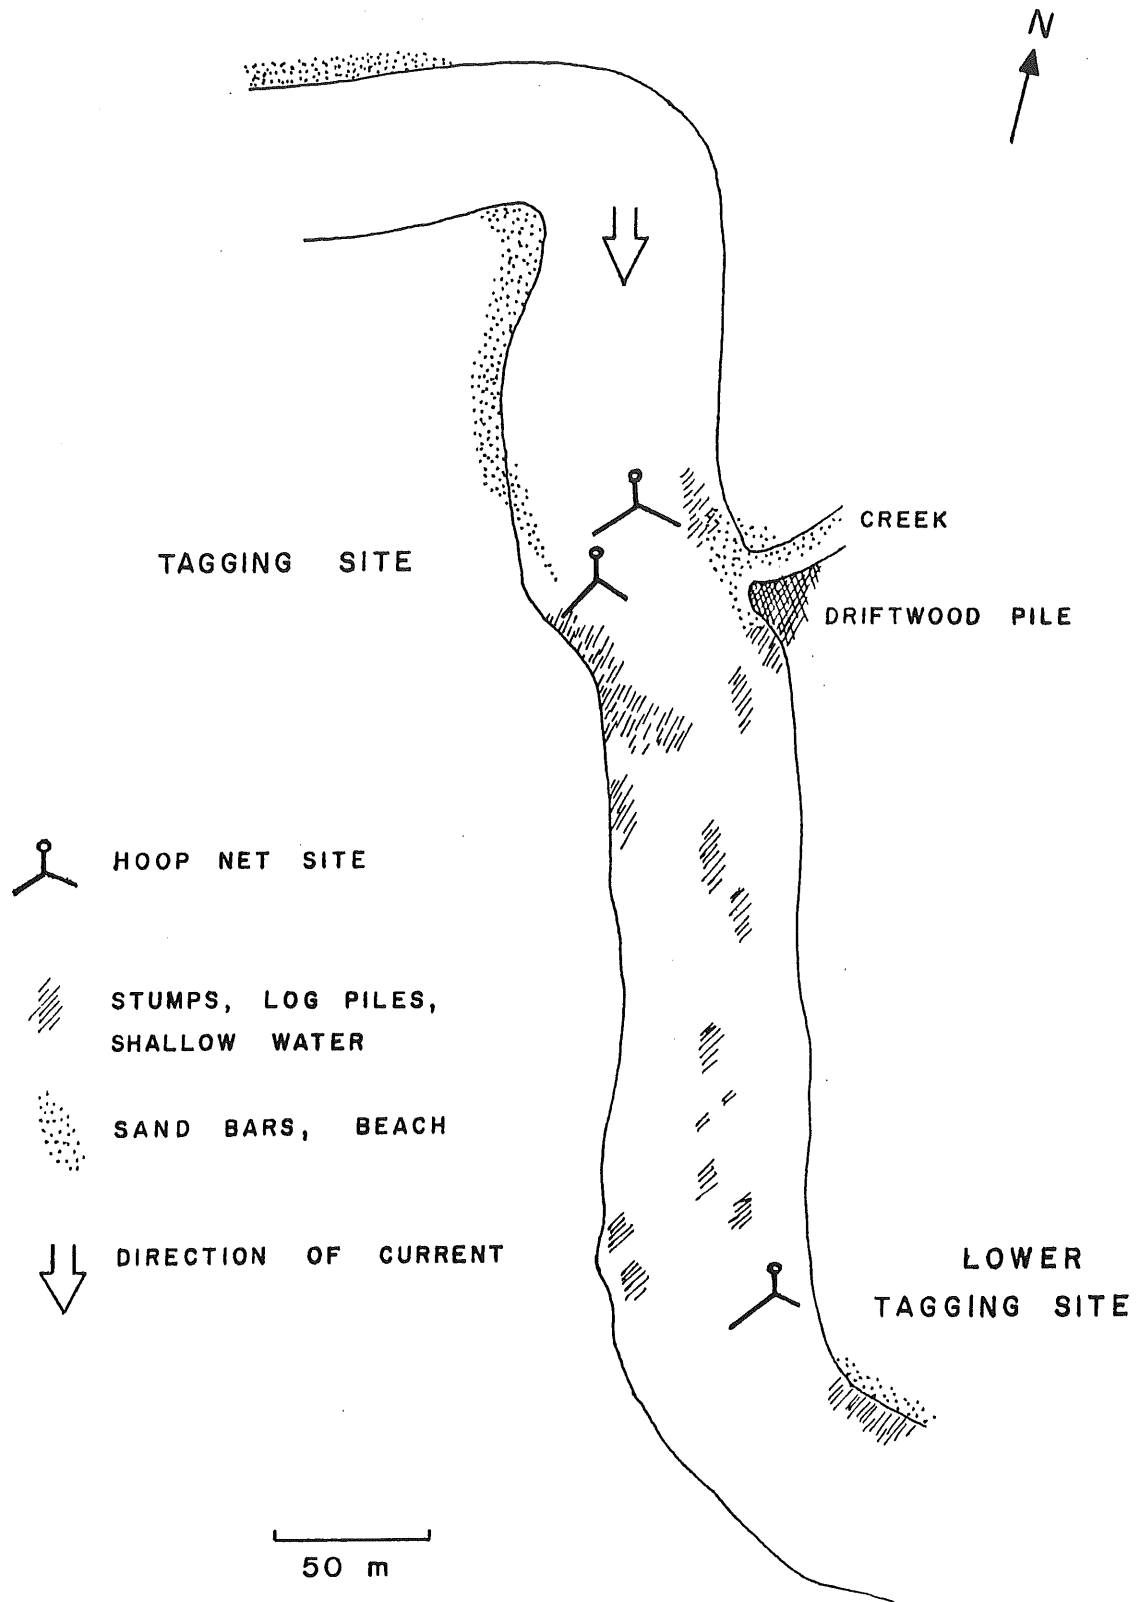 N
CREEK
TAGGING SITE
DRIFTWOOD PILE
HOOP NET SITE
STUMPS, LOG PILES,
SHALLOW WATER
SAND BARS, BEACH
DIRECTION OF CURRENT
LOWER
TAGGING SITE
50 m